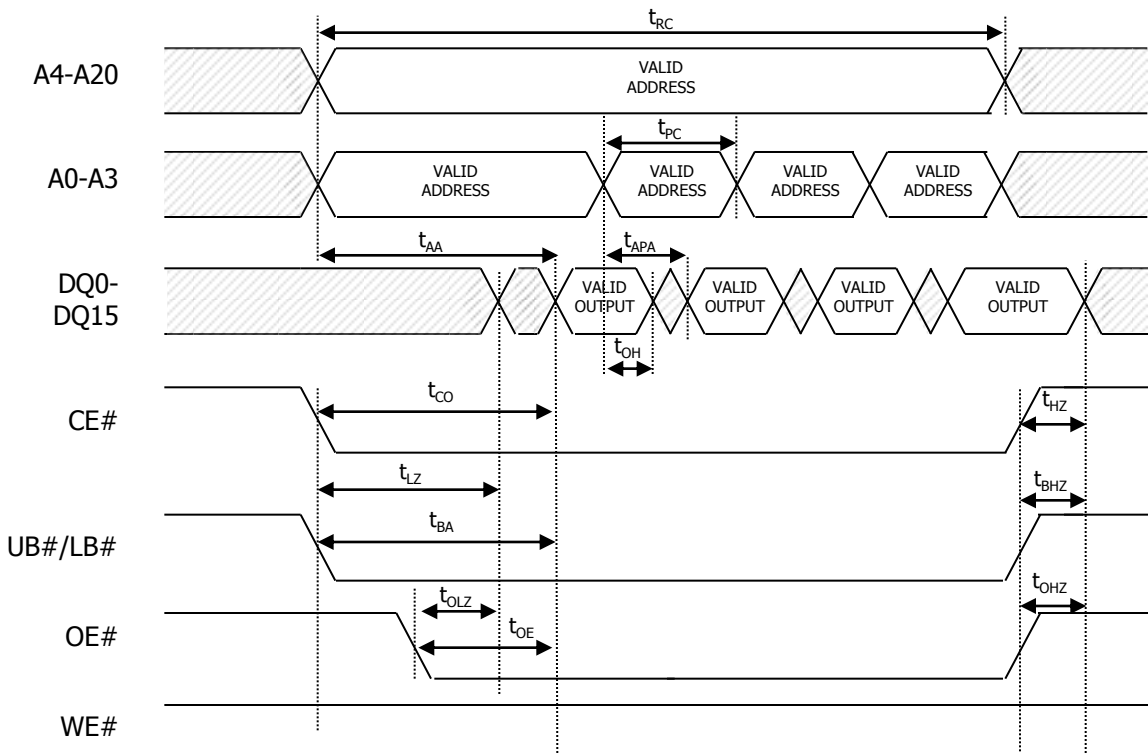 tRC
A4-A20
VALID
ADDRESS
tPC
A0-A3
VALID
ADDRESS
VALID
ADDRESS
VALID
ADDRESS
VALID
ADDRESS
tAA
tAPA
DQ0-
DQ15
VALID
OUTPUT
VALID
OUTPUT
VALID
OUTPUT
VALID
OUTPUT
tOH
tCO
CE#
tHZ
tLZ
tBHZ
tBA
UB#/LB#
tOLZ
tOHZ
tOE
OE#
WE#